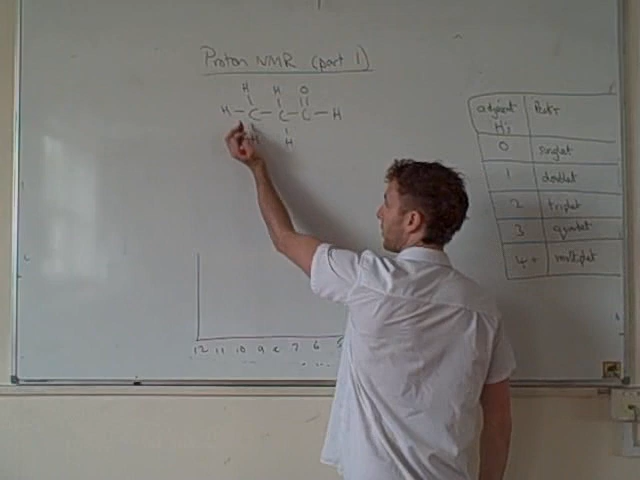 Proton NMR (part 1)
H H O
H - C - C - C - H
H H
adjacent H's Peak
0 singlet
1 doublet
2 triplet
3 quartet
4+ multiplet
12 11 10 9 8 7 6 5